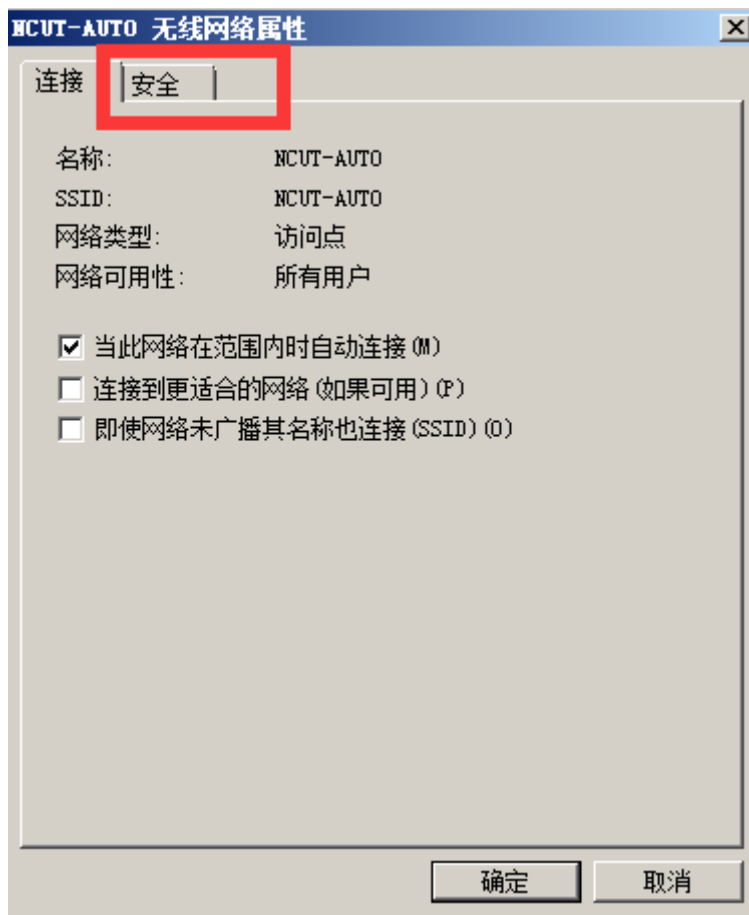 NCUT-AUTO 无线网络属性
连接 安全
名称: NCUT-AUTO
SSID: NCUT-AUTO
网络类型: 访问点
网络可用性: 所有用户
当此网络在范围内时自动连接(M)
连接到更适合的网络(如果可用)(P)
即使网络未广播其名称也连接(SSID)(O)
确定 取消